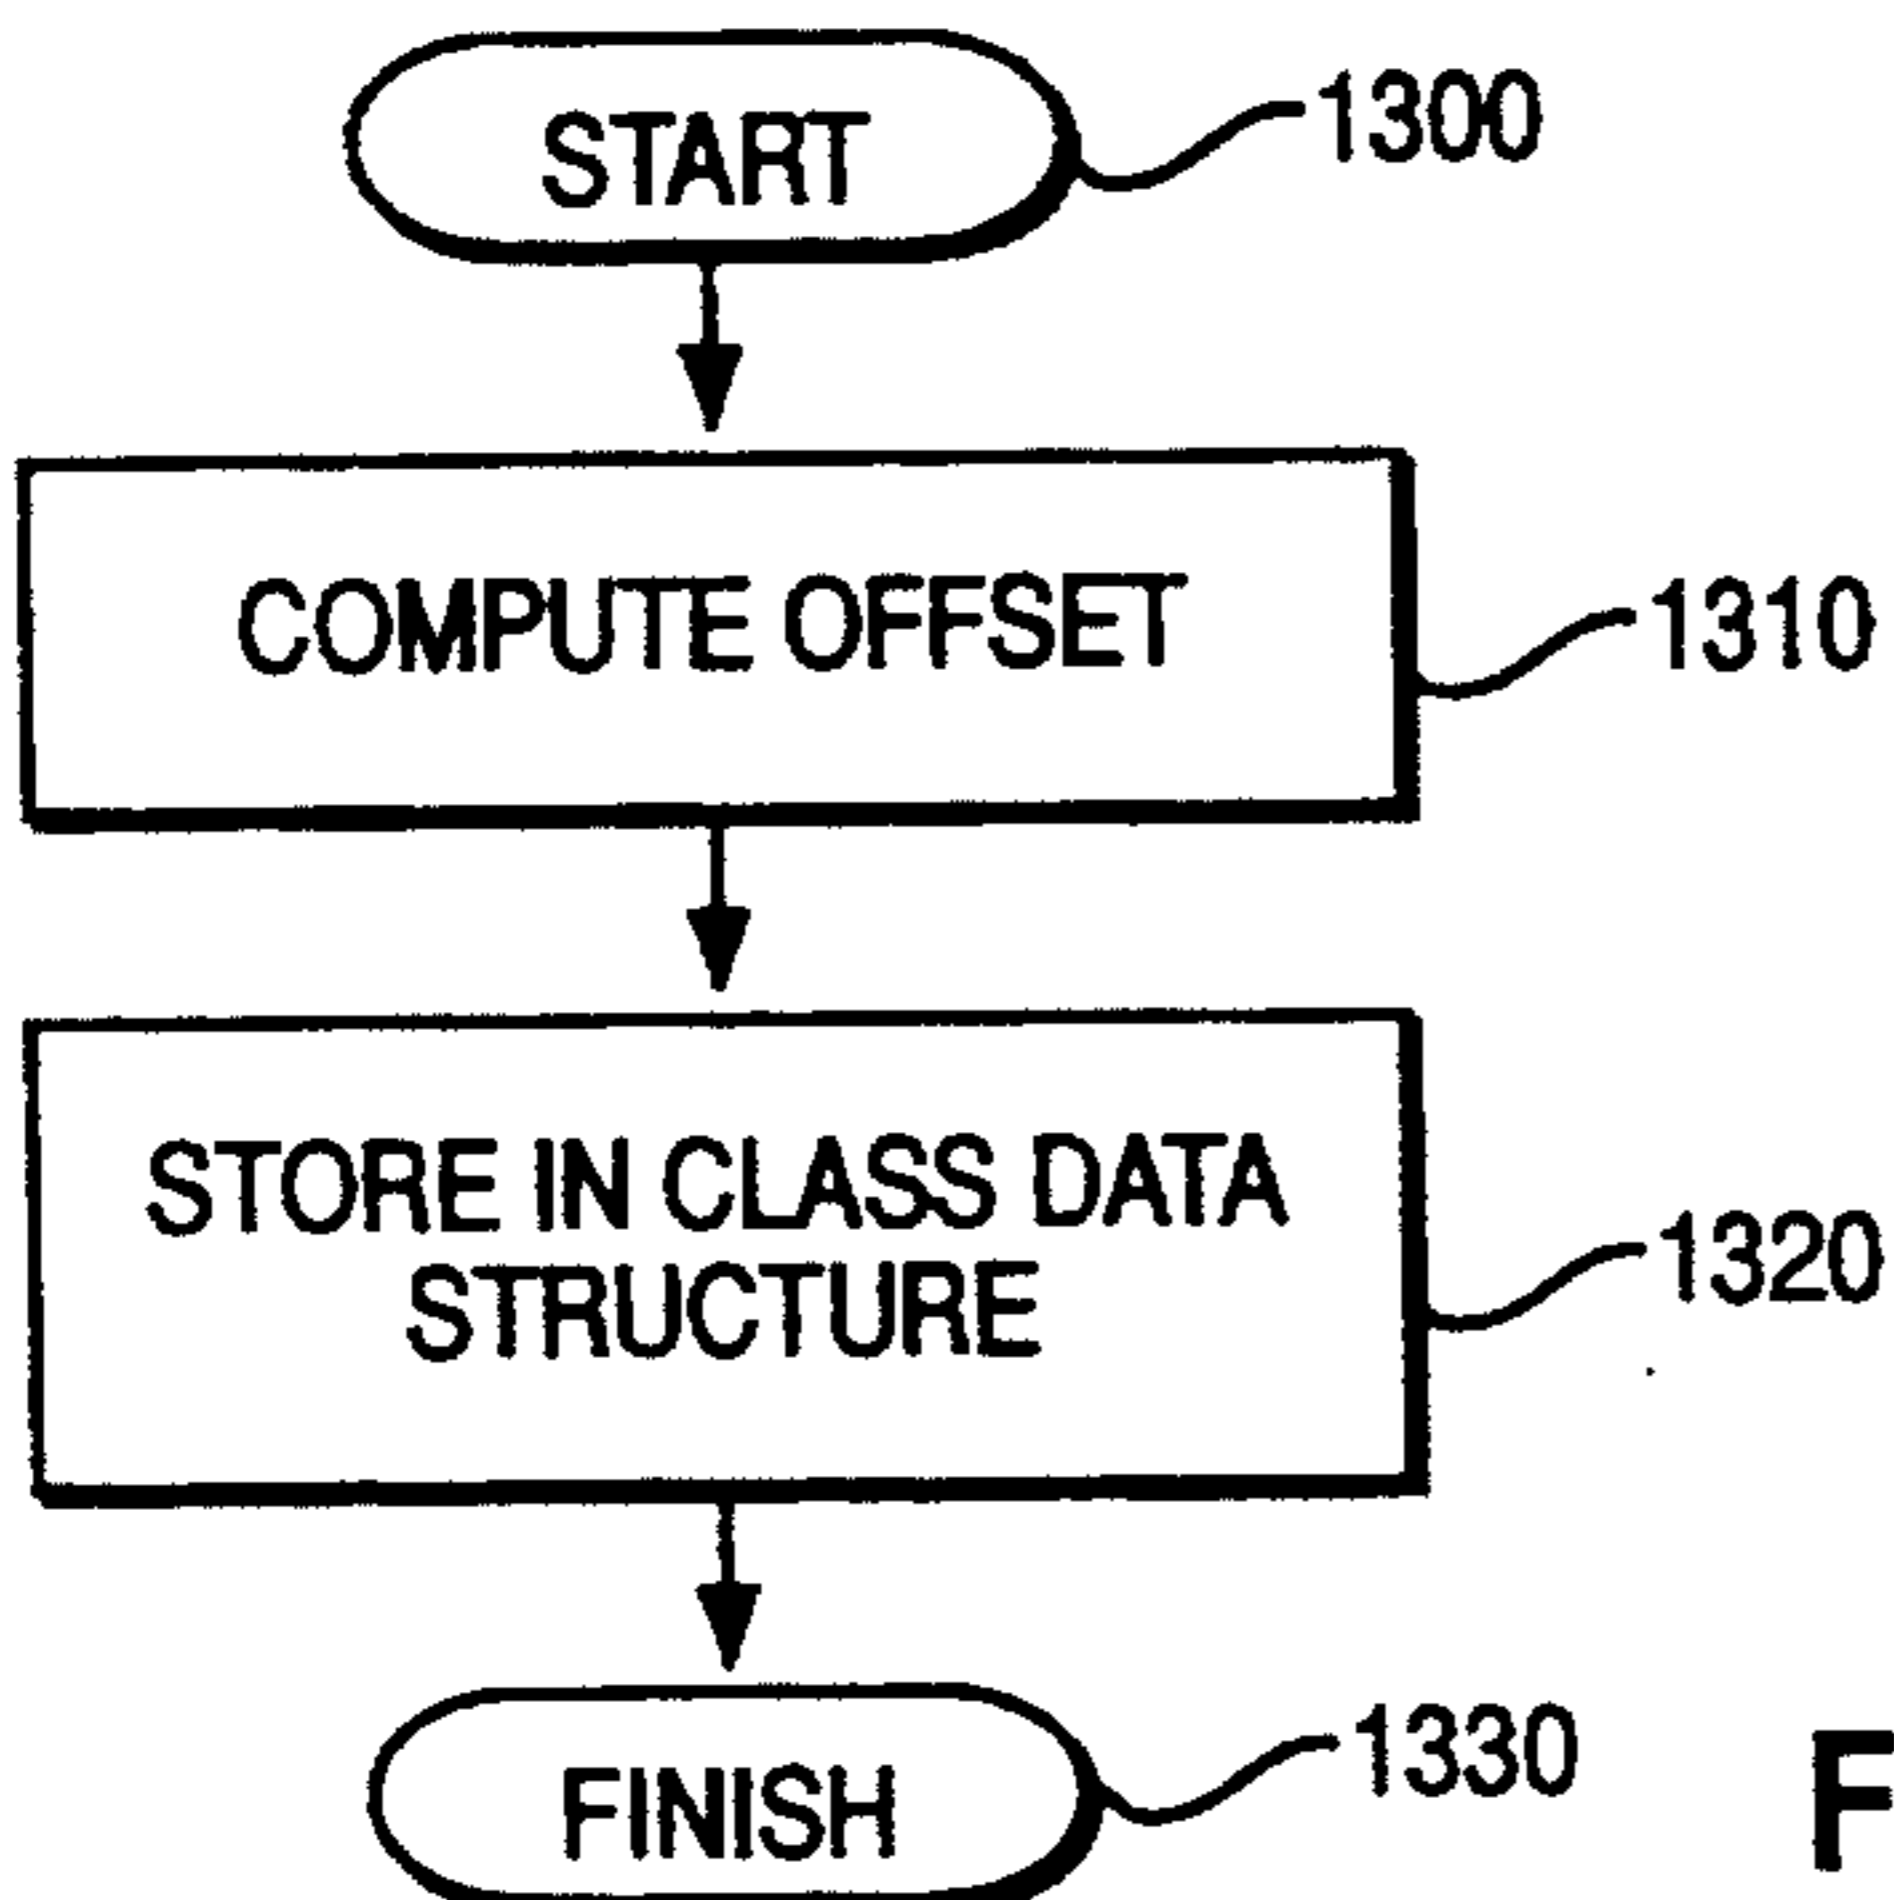 START
1300
COMPUTE OFFSET
1310
STORE IN CLASS DATA
STRUCTURE
1320
FINISH
1330
F